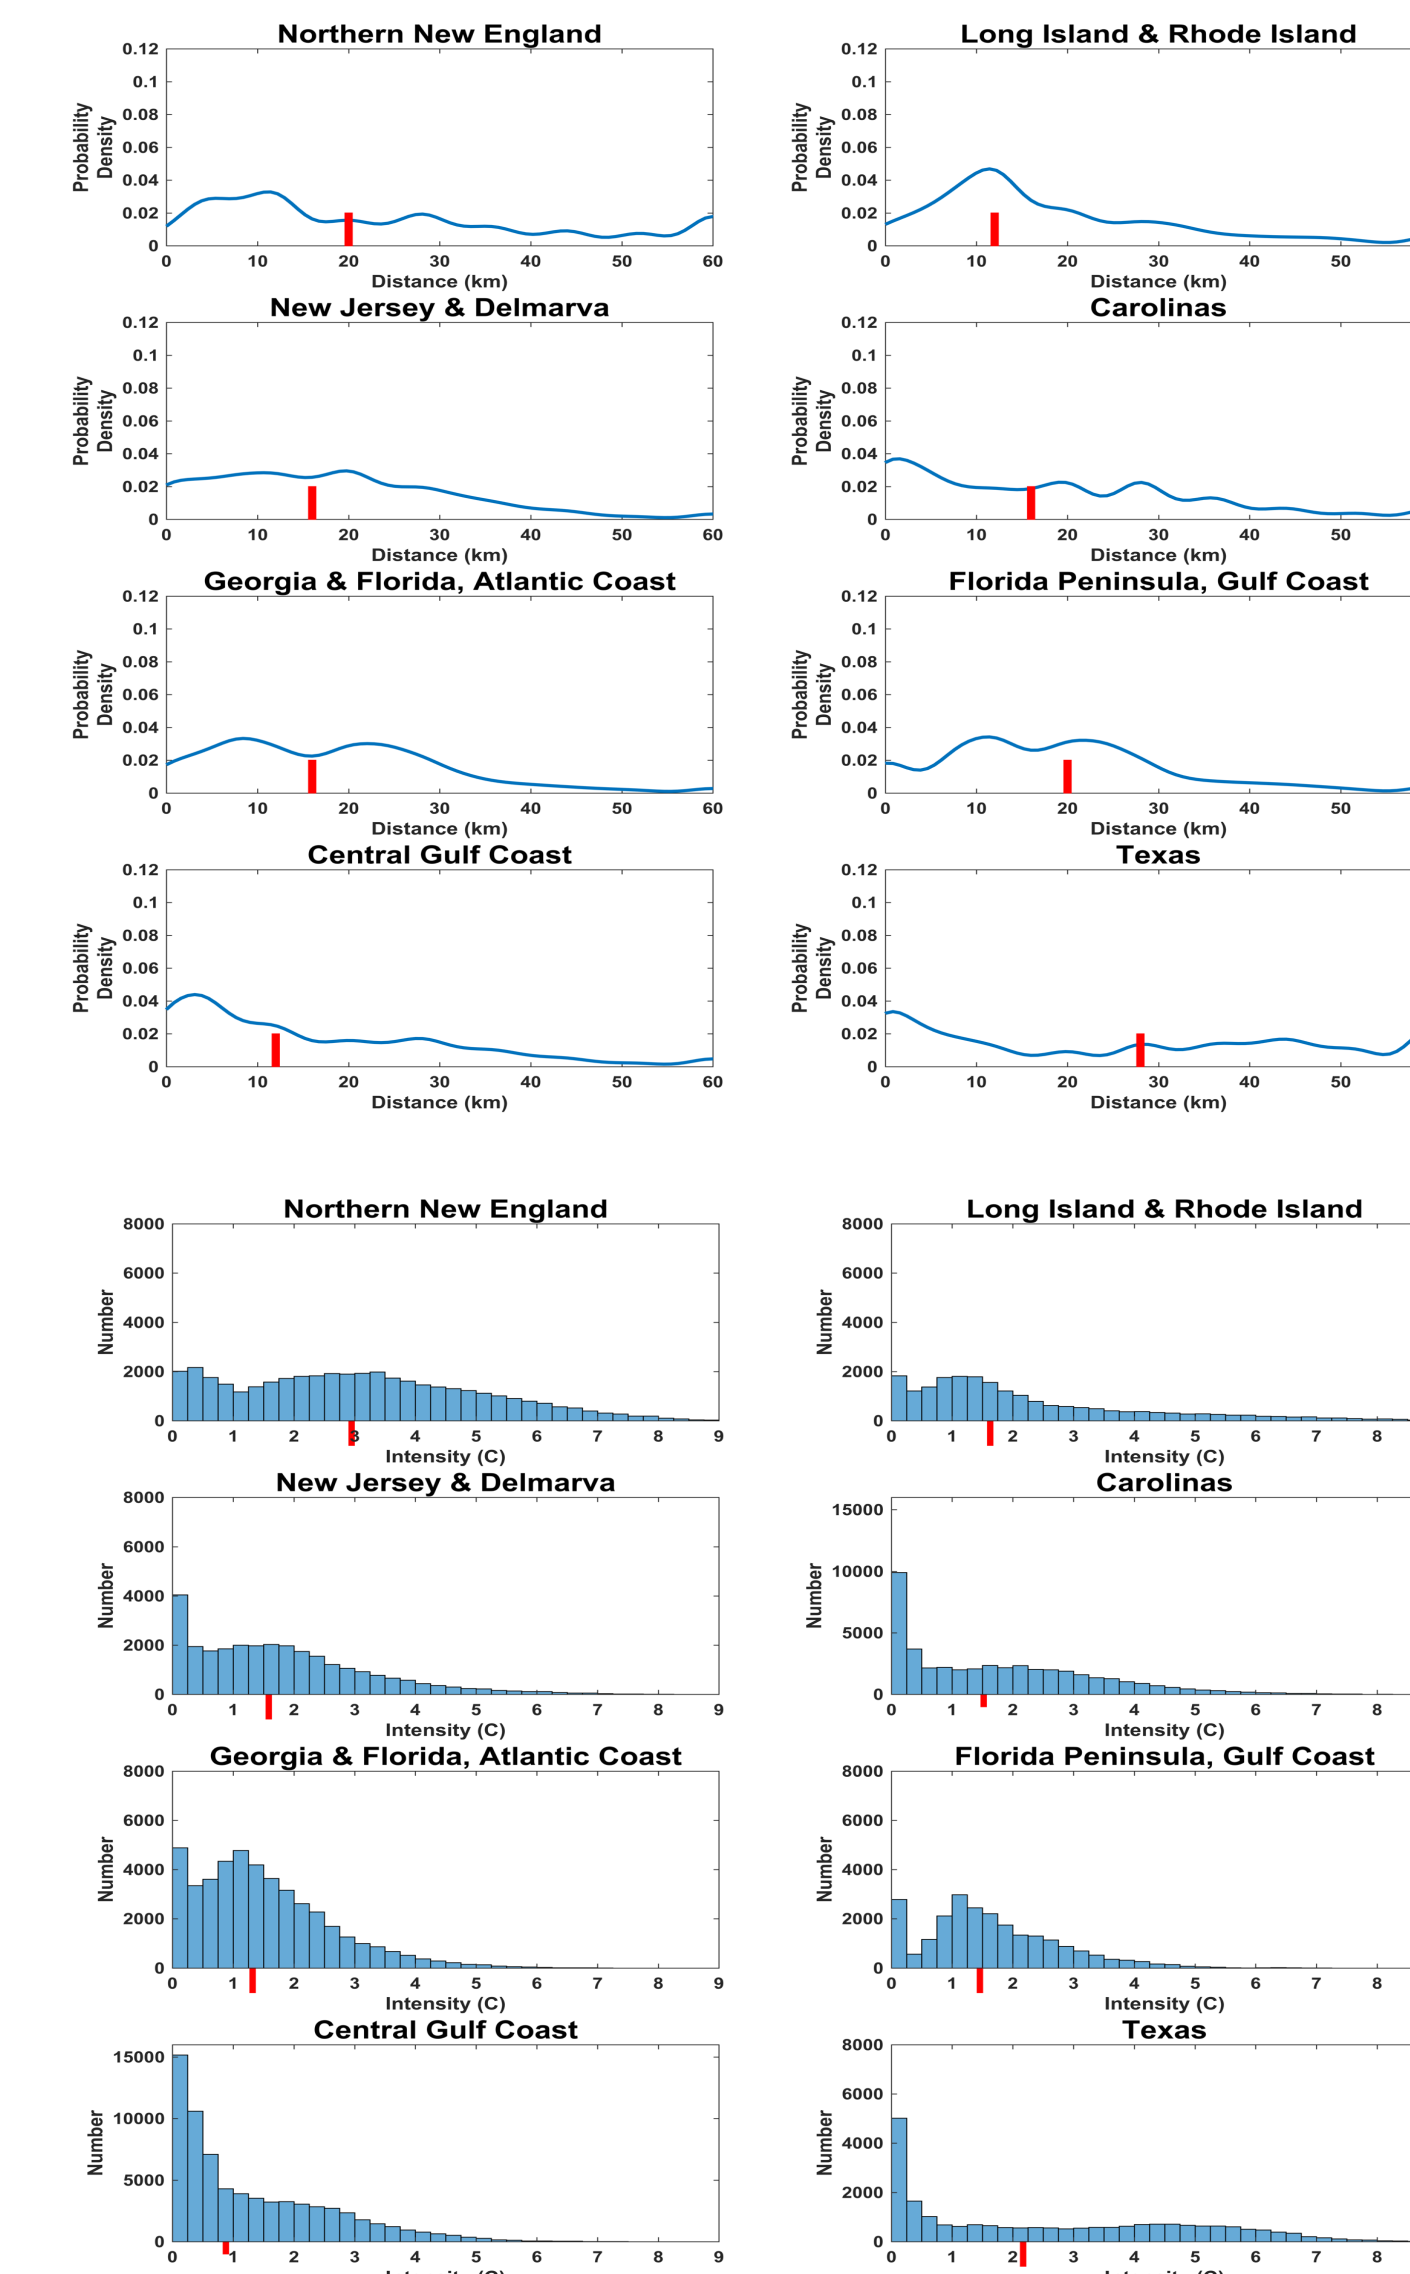 Northern New England
0.12
0.1
0.08
0.06
0.04
0.02
0
Probability
Density
0 10 20 30 40 50 60
Distance (km)
Long Island & Rhode Island
0.12
0.1
0.08
0.06
0.04
0.02
0
Probability
Density
0 10 20 30 40 50
Distance (km)
New Jersey & Delmarva
0.12
0.1
0.08
0.06
0.04
0.02
0
Probability
Density
0 10 20 30 40 50 60
Distance (km)
Carolinas
0.12
0.1
0.08
0.06
0.04
0.02
0
Probability
Density
0 10 20 30 40 50
Distance (km)
Georgia & Florida, Atlantic Coast
0.12
0.1
0.08
0.06
0.04
0.02
0
Probability
Density
0 10 20 30 40 50 60
Distance (km)
Florida Peninsula, Gulf Coast
0.12
0.1
0.08
0.06
0.04
0.02
0
Probability
Density
0 10 20 30 40 50
Distance (km)
Central Gulf Coast
0.12
0.1
0.08
0.06
0.04
0.02
0
Probability
Density
0 10 20 30 40 50 60
Distance (km)
Texas
0.12
0.1
0.08
0.06
0.04
0.02
0
Probability
Density
0 10 20 30 40 50
Distance (km)
Northern New England
8000
6000
4000
2000
0
Number
0 1 2 3 4 5 6 7 8 9
Intensity (C)
Long Island & Rhode Island
8000
6000
4000
2000
0
Number
0 1 2 3 4 5 6 7 8
Intensity (C)
New Jersey & Delmarva
8000
6000
4000
2000
0
Number
0 1 2 3 4 5 6 7 8 9
Intensity (C)
Carolinas
15000
10000
5000
0
Number
0 1 2 3 4 5 6 7 8
Intensity (C)
Georgia & Florida, Atlantic Coast
8000
6000
4000
2000
0
Number
0 1 2 3 4 5 6 7 8 9
Intensity (C)
Florida Peninsula, Gulf Coast
8000
6000
4000
2000
0
Number
0 1 2 3 4 5 6 7 8
Intensity (C)
Central Gulf Coast
15000
10000
5000
0
Number
0 1 2 3 4 5 6 7 8 9
Texas
8000
6000
4000
2000
0
Number
0 1 2 3 4 5 6 7 8